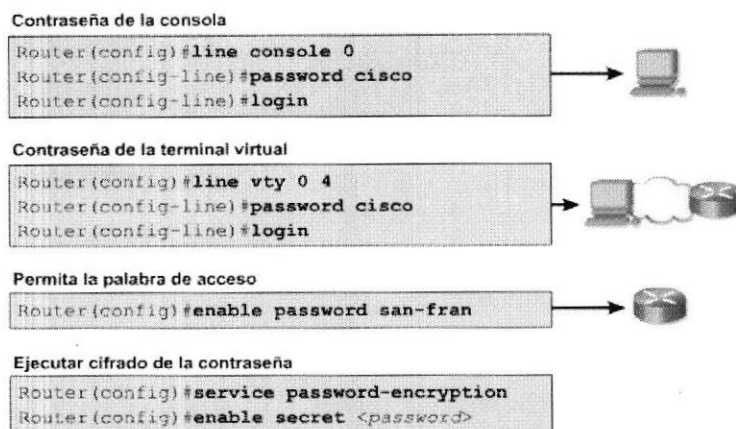 Contraseña de la consola
Router(config)#line console 0
Router(config-line)#password cisco
Router(config-line)#login
Contraseña de la terminal virtual
Router(config)#line vty 0 4
Router(config-line)#password cisco
Router(config-line)#login
Permita la palabra de acceso
Router(config)#enable password san-fran
Ejecutar cifrado de la contraseña
Router(config)#service password-encryption
Router(config)#enable secret <password>